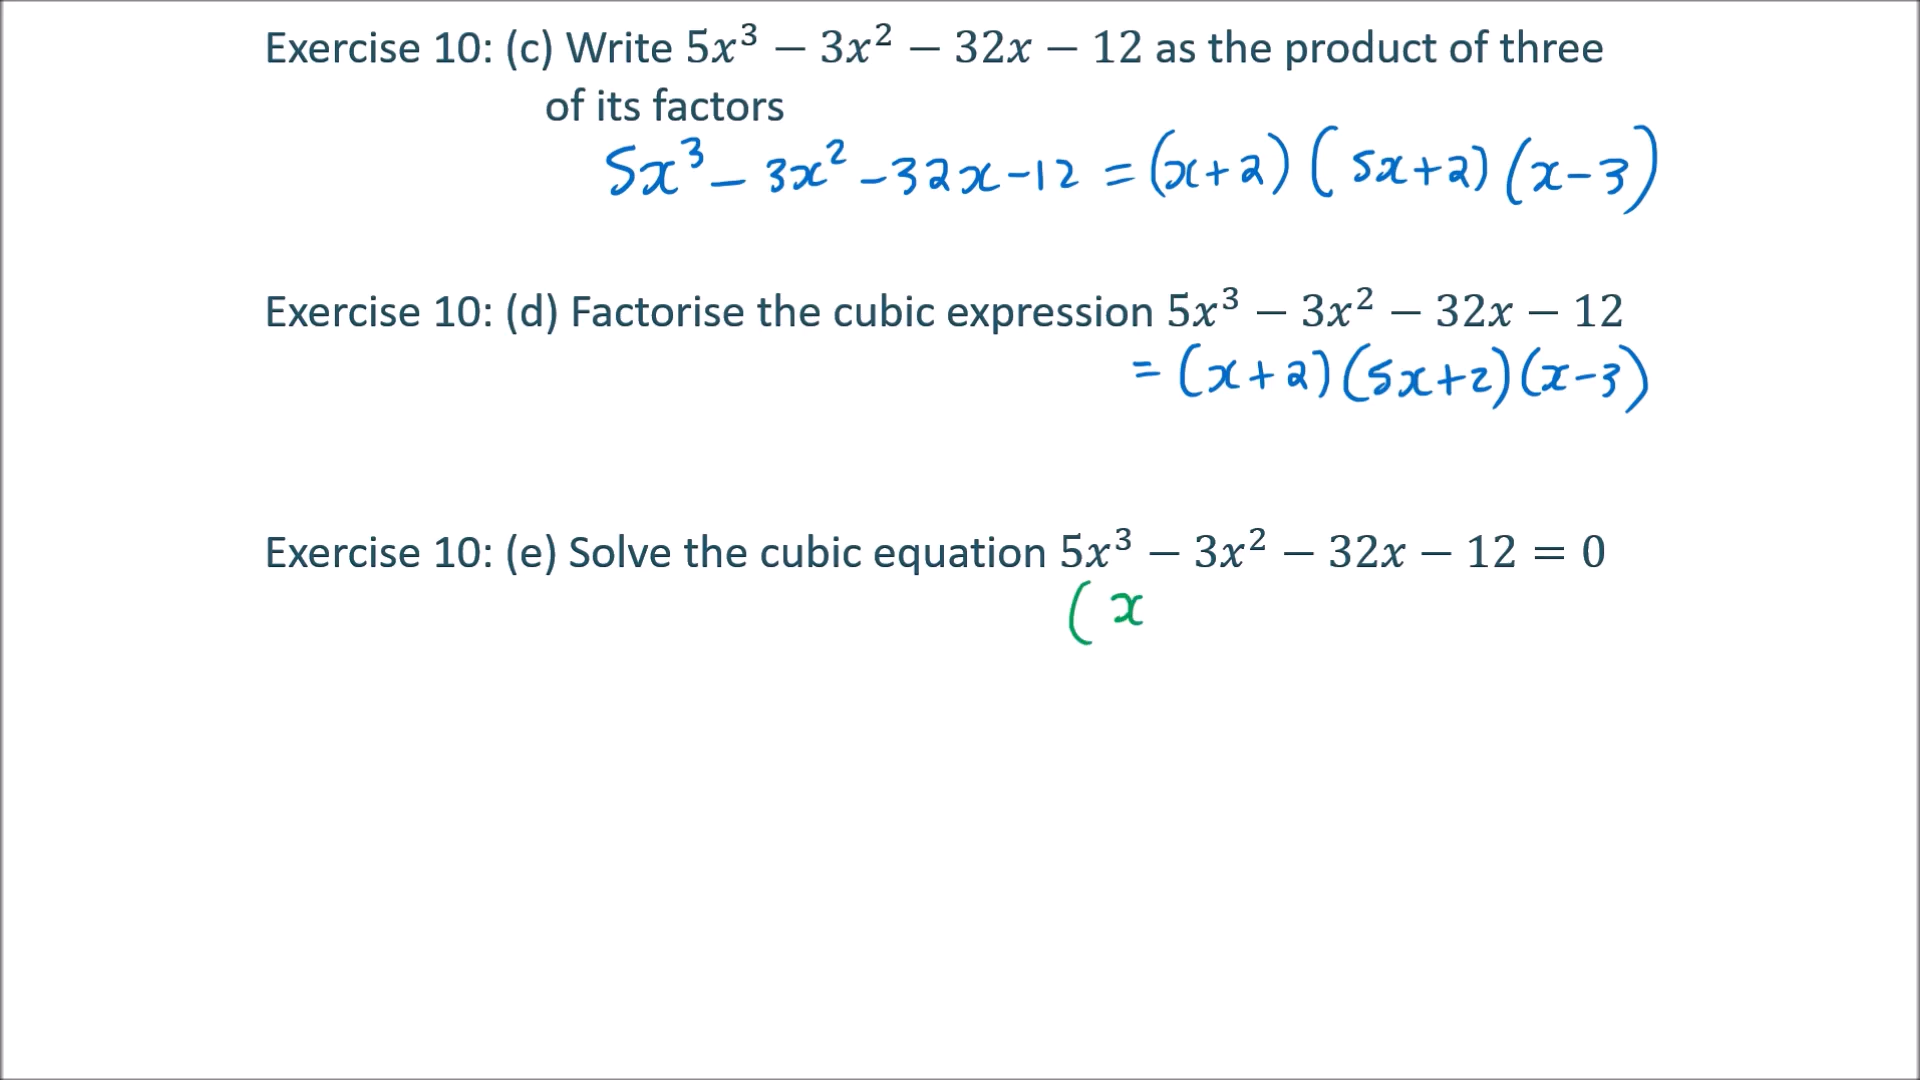 Exercise 10: (c) Write 5x³ − 3x² − 32x − 12 as the product of three
of its factors
5x³ − 3x² − 32x − 12 = (x+2)(5x+2)(x−3)
Exercise 10: (d) Factorise the cubic expression 5x³ − 3x² − 32x − 12
= (x+2)(5x+2)(x−3)
Exercise 10: (e) Solve the cubic equation 5x³ − 3x² − 32x − 12 = 0
(x